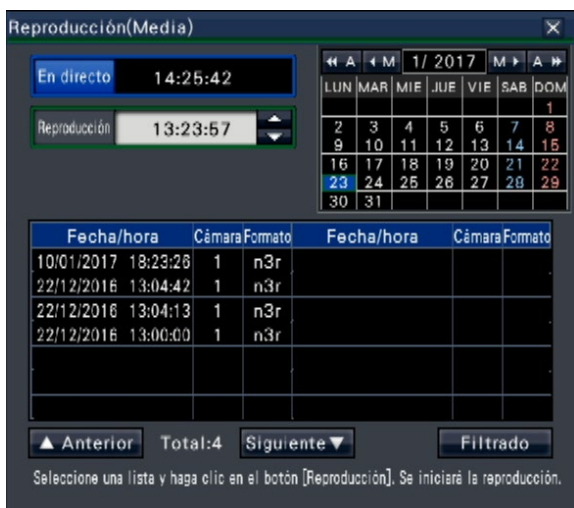 Reproducción(Media)
En directo 14:25:42
Reproducción 13:23:57
A M 1/ 2017 M A
LUN MAR MIE JUE VIE SAB DOM
1
2 3 4 5 6 7 8
9 10 11 12 13 14 15
16 17 18 19 20 21 22
23 24 25 26 27 28 29
30 31
Fecha/hora Cámara Formato Fecha/hora Cámara Formato
10/01/2017 18:23:26 1 n3r
22/12/2016 13:04:42 1 n3r
22/12/2016 13:04:13 1 n3r
22/12/2016 13:00:00 1 n3r
▲ Anterior Total:4 Siguiente▼ Filtrado
Seleccione una lista y haga clic en el botón [Reproducción]. Se iniciará la reproducción.